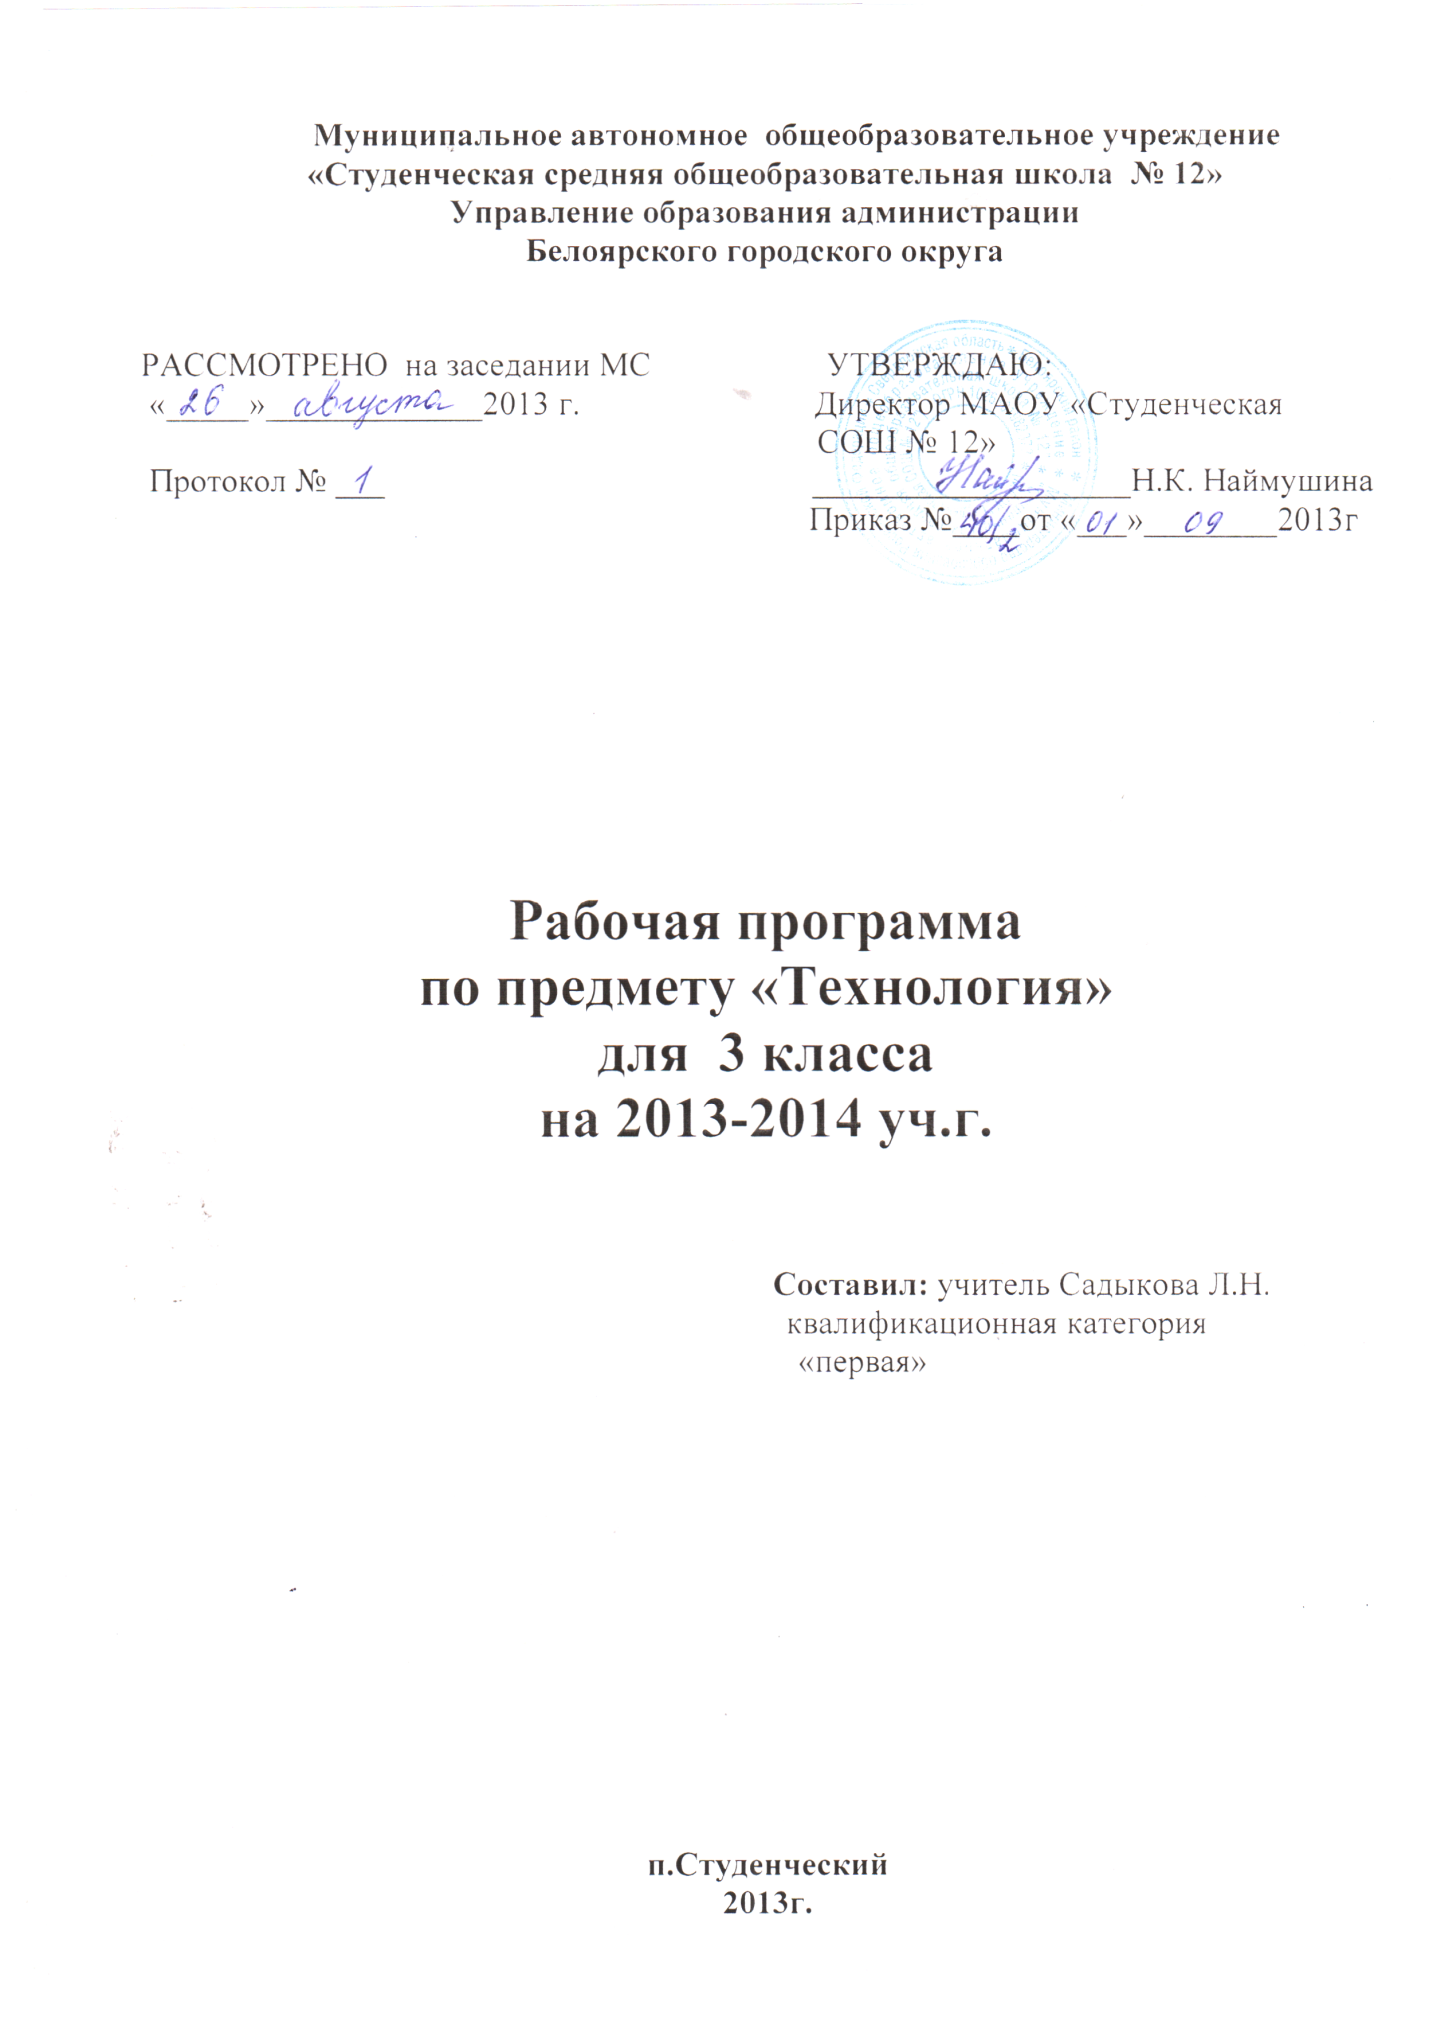 Муниципальное автономное общеобразовательное учреждение
«Студенческая средняя общеобразовательная школа № 12»
Управление образования администрации
Белоярского городского округа
РАССМОТРЕНО на заседании МС
«26» августа 2013 г.
Протокол № 1
УТВЕРЖДАЮ:
Директор МАОУ «Студенческая
СОШ № 12»
Н.К. Наймушина
Приказ № 40/2 от «01» 09 2013г
Рабочая программа
по предмету «Технология»
для 3 класса
на 2013-2014 уч.г.
Составил: учитель Садыкова Л.Н.
квалификационная категория
«первая»
п.Студенческий
2013г.